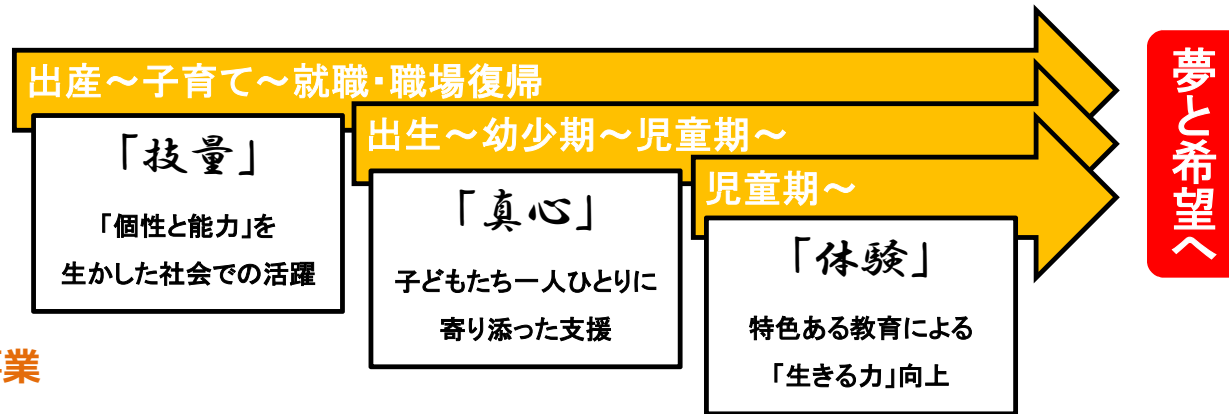 出産～子育て～就職・職場復帰
「技量」
「個性と能力」を
生かした社会での活躍
出生～幼少期～児童期～
「真心」
子どもたち一人ひとりに
寄り添った支援
児童期～
「体験」
特色ある教育による
「生きる力」向上
夢と希望へ
業